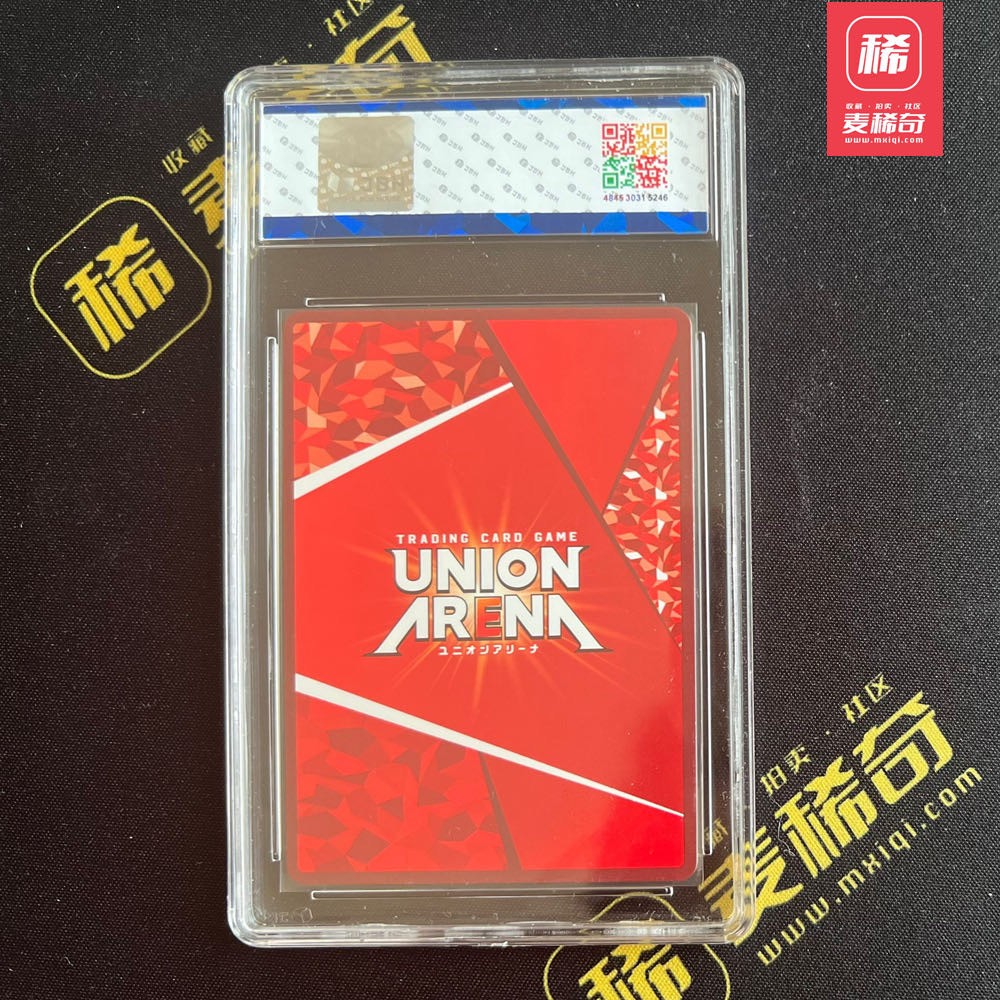 稀
收藏·拍卖·社区
麦稀奇
www.mxiqi.com
社区
收藏
稀
4845 3031 5246
TRADING CARD GAME
UNION
ARENA
ユニオンアリーナ
拍卖·社区
麦稀奇
www.mxiqi.com
稀